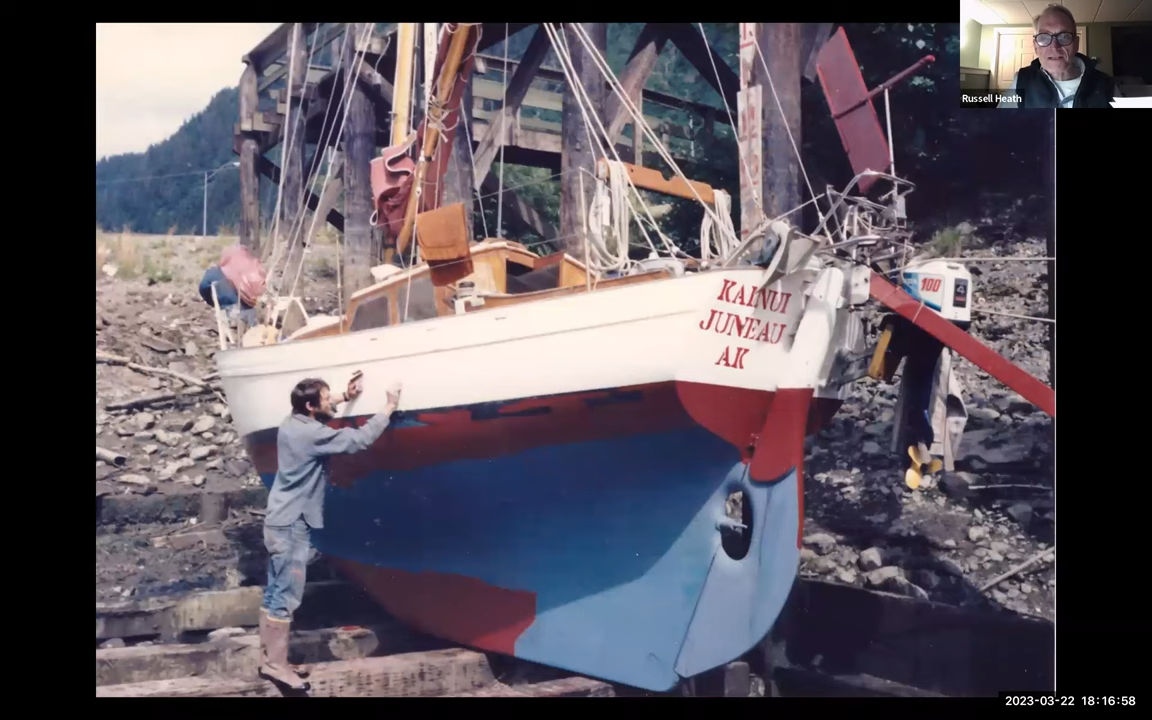 Russell Heath
KAINUI
JUNEAU
AK
100
2023-03-22 18:16:58